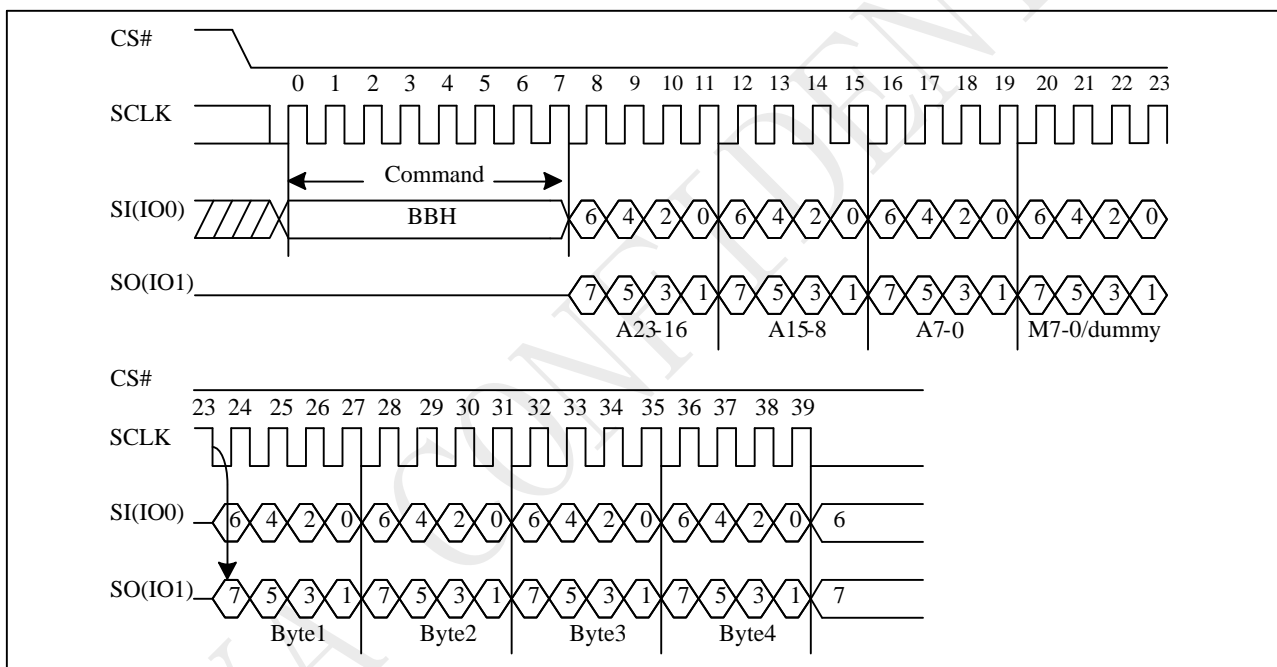 CS#
0 1 2 3 4 5 6 7 8 9 10 11 12 13 14 15 16 17 18 19 20 21 22 23
SCLK
Command
SI(IO0) BBH 6 4 2 0 6 4 2 0 6 4 2 0 6 4 2 0
SO(IO1) 7 5 3 1 7 5 3 1 7 5 3 1 7 5 3 1
A23-16 A15-8 A7-0 M7-0/dummy
CS#
23 24 25 26 27 28 29 30 31 32 33 34 35 36 37 38 39
SCLK
SI(IO0) 6 4 2 0 6 4 2 0 6 4 2 0 6 4 2 0 6
SO(IO1) 7 5 3 1 7 5 3 1 7 5 3 1 7 5 3 1 7
Byte1 Byte2 Byte3 Byte4